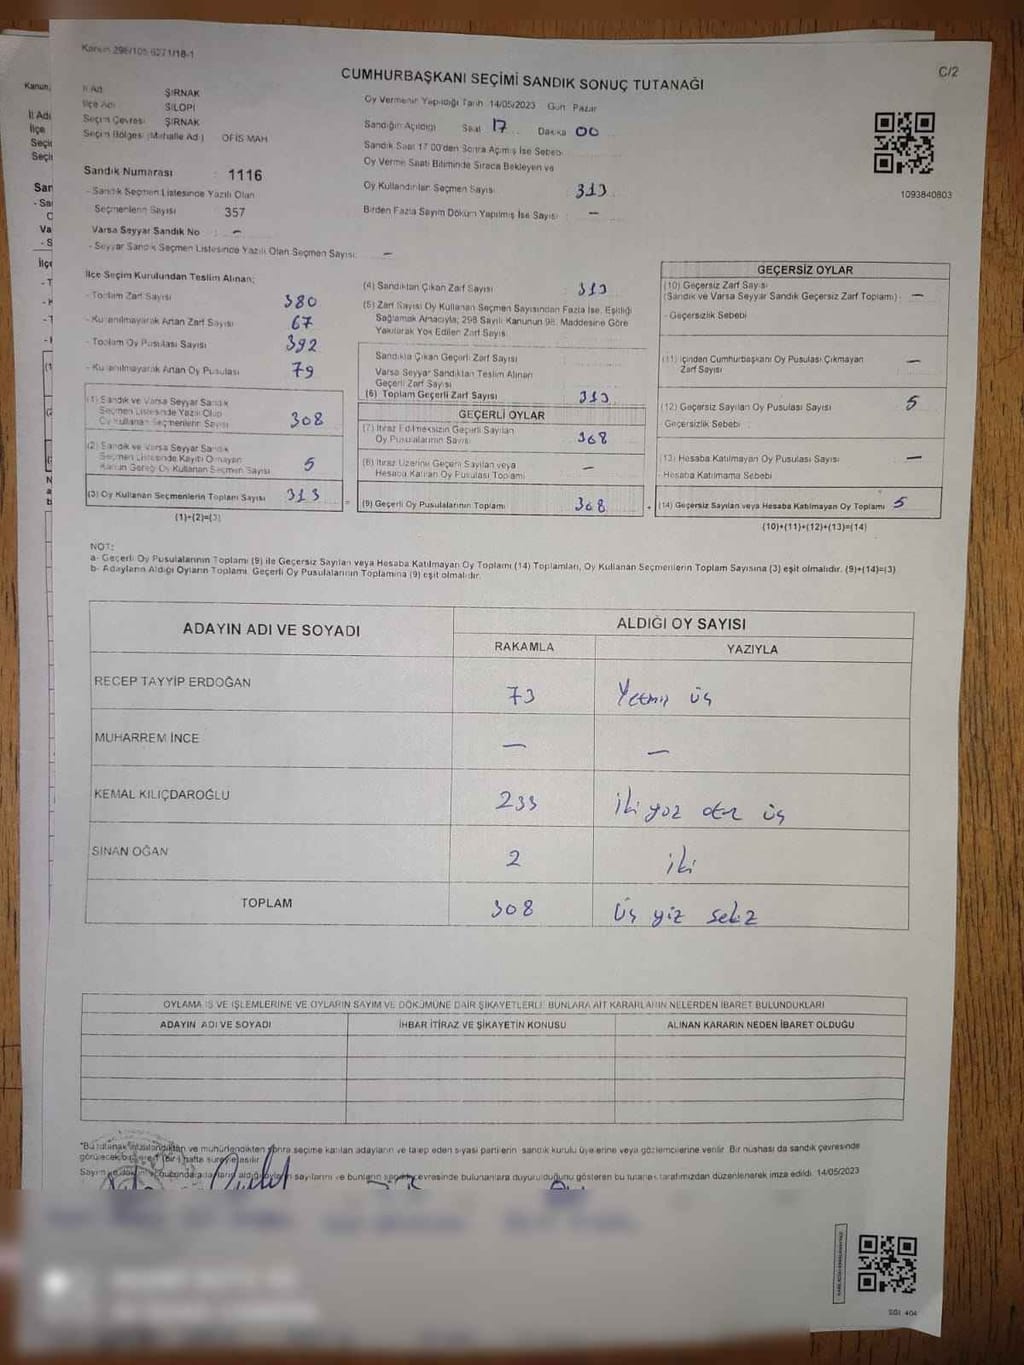 Kanun 298/105 6271/18-1
C/2
CUMHURBAŞKANI SEÇİMİ SANDIK SONUÇ TUTANAĞI
İl Adı ŞIRNAK
İlçe Adı SİLOPİ
Seçim Çevresi ŞIRNAK
Seçim Bölgesi (Mahalle Adı) OFİS MAH
Sandık Numarası : 1116
- Sandık Seçmen Listesinde Yazılı Olan
Seçmenlerin Sayısı 357
Varsa Seyyar Sandık No : –
- Seyyar Sandık Seçmen Listesinde Yazılı Olan Seçmen Sayısı: –
Oy Vermenin Yapıldığı Tarih 14/05/2023 Gün: Pazar
Sandığın Açıldığı Saat 17 Dakika 00
Sandık Saat 17:00'den Sonra Açılmış İse Sebebi
Oy Verme Saati Bitiminde Sıraca Bekleyen ve
Oy Kullandırılan Seçmen Sayısı : 313
Birden Fazla Sayım Döküm Yapılmış İse Sayısı : –
1093840803
İlçe Seçim Kurulundan Teslim Alınan;
- Toplam Zarf Sayısı : 380
- Kullanılmayarak Artan Zarf Sayısı : 67
- Toplam Oy Pusulası Sayısı : 392
- Kullanılmayarak Artan Oy Pusulası : 79
(1) Sandık ve Varsa Seyyar Sandık
Seçmen Listesinde Yazılı Olup
Oy Kullanan Seçmenlerin Sayısı : 308
(2) Sandık ve Varsa Seyyar Sandık
Seçmen Listesinde Kayıtlı Olmayan
Kanun Gereği Oy Kullanan Seçmen Sayısı : 5
(3) Oy Kullanan Seçmenlerin Toplam Sayısı : 313
(1)+(2)=(3)
(4) Sandıktan Çıkan Zarf Sayısı : 313
(5) Zarf Sayısı Oy Kullanan Seçmen Sayısından Fazla İse, Eşitliği
Sağlamak Amacıyla; 298 Sayılı Kanunun 98. Maddesine Göre
Yakılarak Yok Edilen Zarf Sayısı
Sandıkta Çıkan Geçerli Zarf Sayısı :
Varsa Seyyar Sandıktan Teslim Alınan
Geçerli Zarf Sayısı :
(6) Toplam Geçerli Zarf Sayısı : 313
GEÇERLİ OYLAR
(7) İtiraz Edilmeksizin Geçerli Sayılan
Oy Pusulalarının Sayısı : 308
(8) İtiraz Üzerine Geçerli Sayılan veya
Hesaba Katılan Oy Pusulası Toplamı : –
(9) Geçerli Oy Pusulalarının Toplamı : 308
GEÇERSİZ OYLAR
(10) Geçersiz Zarf Sayısı
(Sandık ve Varsa Seyyar Sandık Geçersiz Zarf Toplamı) : –
- Geçersizlik Sebebi
(11) İçinden Cumhurbaşkanı Oy Pusulası Çıkmayan
Zarf Sayısı : –
(12) Geçersiz Sayılan Oy Pusulası Sayısı : 5
Geçersizlik Sebebi
(13) Hesaba Katılmayan Oy Pusulası Sayısı : –
- Hesaba Katılmama Sebebi
(14) Geçersiz Sayılan veya Hesaba Katılmayan Oy Toplamı : 5
(10)+(11)+(12)+(13)=(14)
NOT:
a- Geçerli Oy Pusulalarının Toplamı (9) ile Geçersiz Sayılan veya Hesaba Katılmayan Oy Toplamı (14) Toplamları, Oy Kullanan Seçmenlerin Toplam Sayısına (3) eşit olmalıdır. (9)+(14)=(3)
b- Adayların Aldığı Oyların Toplamı, Geçerli Oy Pusulalarının Toplamına (9) eşit olmalıdır.
ADAYIN ADI VE SOYADI ALDIĞI OY SAYISI
RAKAMLA YAZIYLA
RECEP TAYYİP ERDOĞAN 73 Yetmiş üç
MUHARREM İNCE – –
KEMAL KILIÇDAROĞLU 233 iki yüz otuz üç
SİNAN OĞAN 2 iki
TOPLAM 308 üç yüz sekiz
OYLAMA İŞ VE İŞLEMLERİNE VE OYLARIN SAYIM VE DÖKÜMÜNE DAİR ŞİKAYETLERLE BUNLARA AİT KARARLARIN NELERDEN İBARET BULUNDUKLARI
ADAYIN ADI VE SOYADI İHBAR İTİRAZ VE ŞİKAYETİN KONUSU ALINAN KARARIN NEDEN İBARET OLDUĞU
*Bu tutanak imzalandıktan ve mühürlendikten sonra seçime katılan adayların ve talep eden siyasi partilerin sandık kurulu üyelerine veya gözlemcilerine verilir. Bir nüshası da sandık çevresinde
görülecek bir yere (bir) hafta süreyle asılır.
sayılarını ve bunların sandık çevresinde bulunanlara duyurulduğunu gösteren bu tutanak tarafımızdan düzenlenerek imza edildi. 14/05/2023